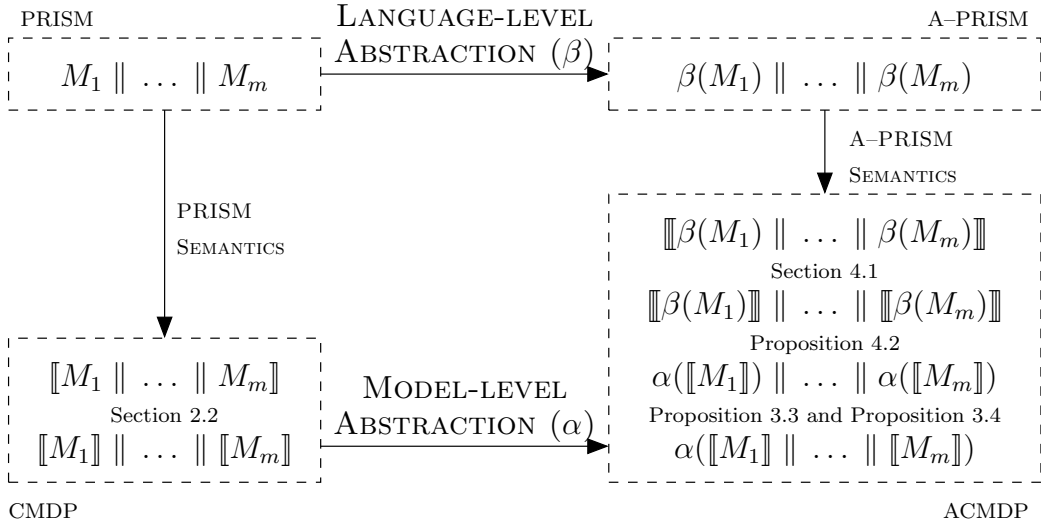 PRISM
LANGUAGE-LEVEL
ABSTRACTION (β)
A–PRISM
M₁ ∥ … ∥ Mₘ
β(M₁) ∥ … ∥ β(Mₘ)
PRISM
SEMANTICS
A–PRISM
SEMANTICS
⟦⟦β(M₁) ∥ … ∥ β(Mₘ)⟧⟧
Section 4.1
⟦⟦β(M₁)⟧⟧ ∥ … ∥ ⟦⟦β(Mₘ)⟧⟧
Proposition 4.2
α(⟦M₁⟧) ∥ … ∥ α(⟦Mₘ⟧)
Proposition 3.3 and Proposition 3.4
α(⟦M₁⟧ ∥ … ∥ ⟦Mₘ⟧)
⟦M₁ ∥ … ∥ Mₘ⟧
Section 2.2
⟦M₁⟧ ∥ … ∥ ⟦Mₘ⟧
MODEL-LEVEL
ABSTRACTION (α)
CMDP
ACMDP